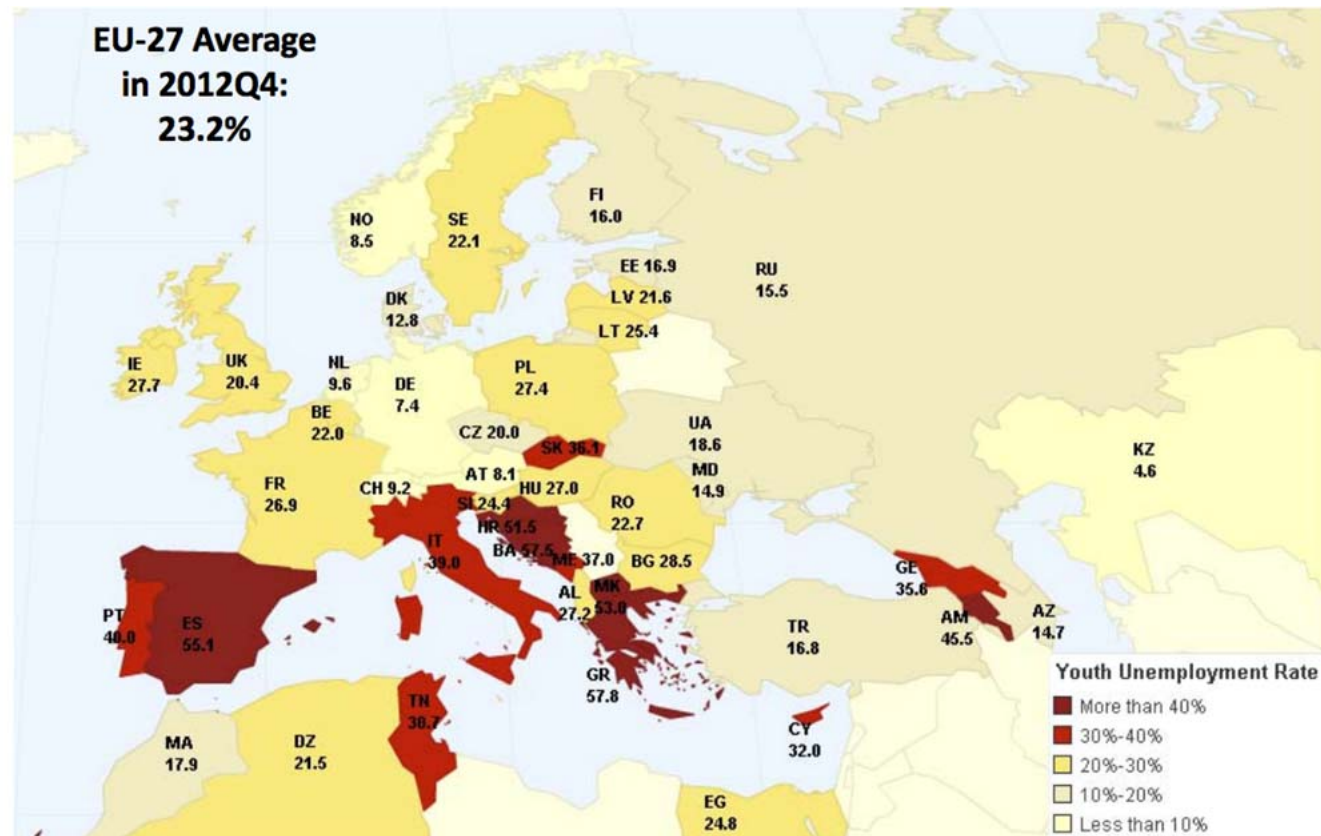 EU-27 Average
in 2012Q4:
23.2%
FI
16.0
NO
8.5
SE
22.1
EE 16.9
RU
15.5
LV 21.6
DK
12.8
LT 25.4
IE
27.7
UK
20.4
NL
9.6
DE
7.4
PL
27.4
BE
22.0
CZ 20.0
UA
18.6
SK 36.1
KZ
4.6
MD
14.9
AT 8.1
FR
26.9
CH 9.2
HU 27.0
SI 24.4
RO
22.7
HR 51.5
IT
39.0
BA 57.5
ME 37.0
BG 28.5
GE
35.6
AL
27.2
MK
53.0
PT
40.0
ES
55.1
TR
16.8
AM
45.5
AZ
14.7
GR
57.8
TN
30.7
CY
32.0
MA
17.9
DZ
21.5
EG
24.8
Youth Unemployment Rate
More than 40%
30%-40%
20%-30%
10%-20%
Less than 10%